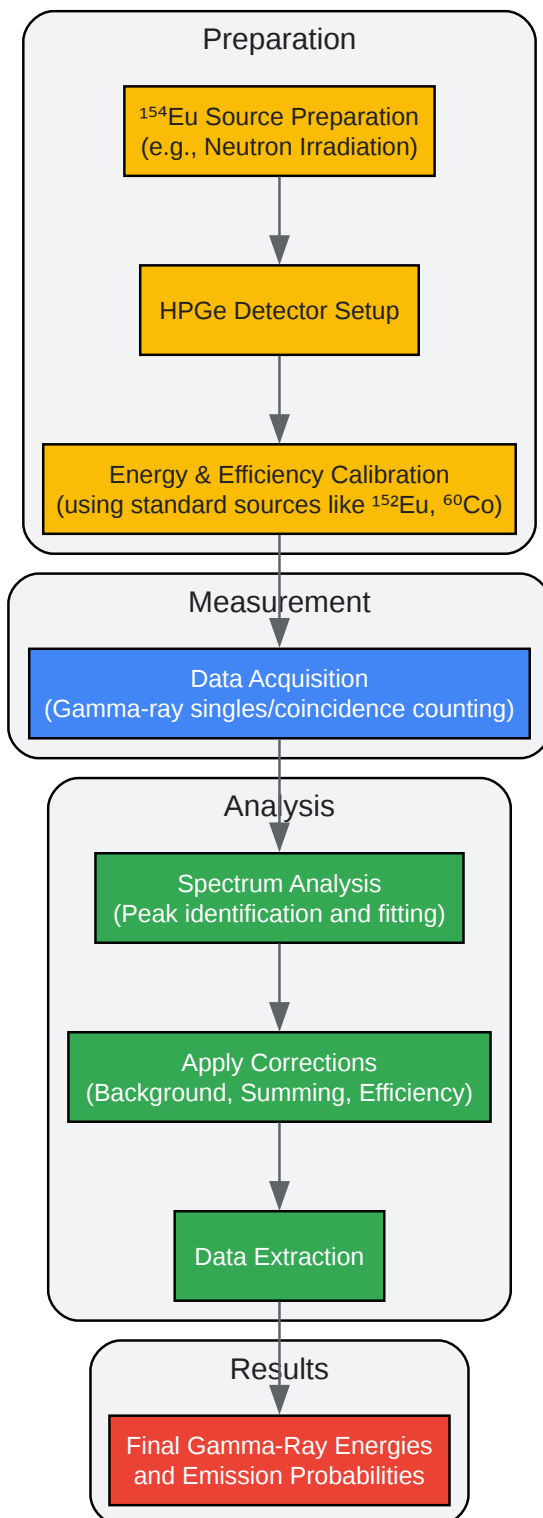 Preparation
¹⁵⁴Eu Source Preparation
(e.g., Neutron Irradiation)
HPGe Detector Setup
Energy & Efficiency Calibration
(using standard sources like ¹⁵²Eu, ⁶⁰Co)
Measurement
Data Acquisition
(Gamma-ray singles/coincidence counting)
Analysis
Spectrum Analysis
(Peak identification and fitting)
Apply Corrections
(Background, Summing, Efficiency)
Data Extraction
Results
Final Gamma-Ray Energies
and Emission Probabilities